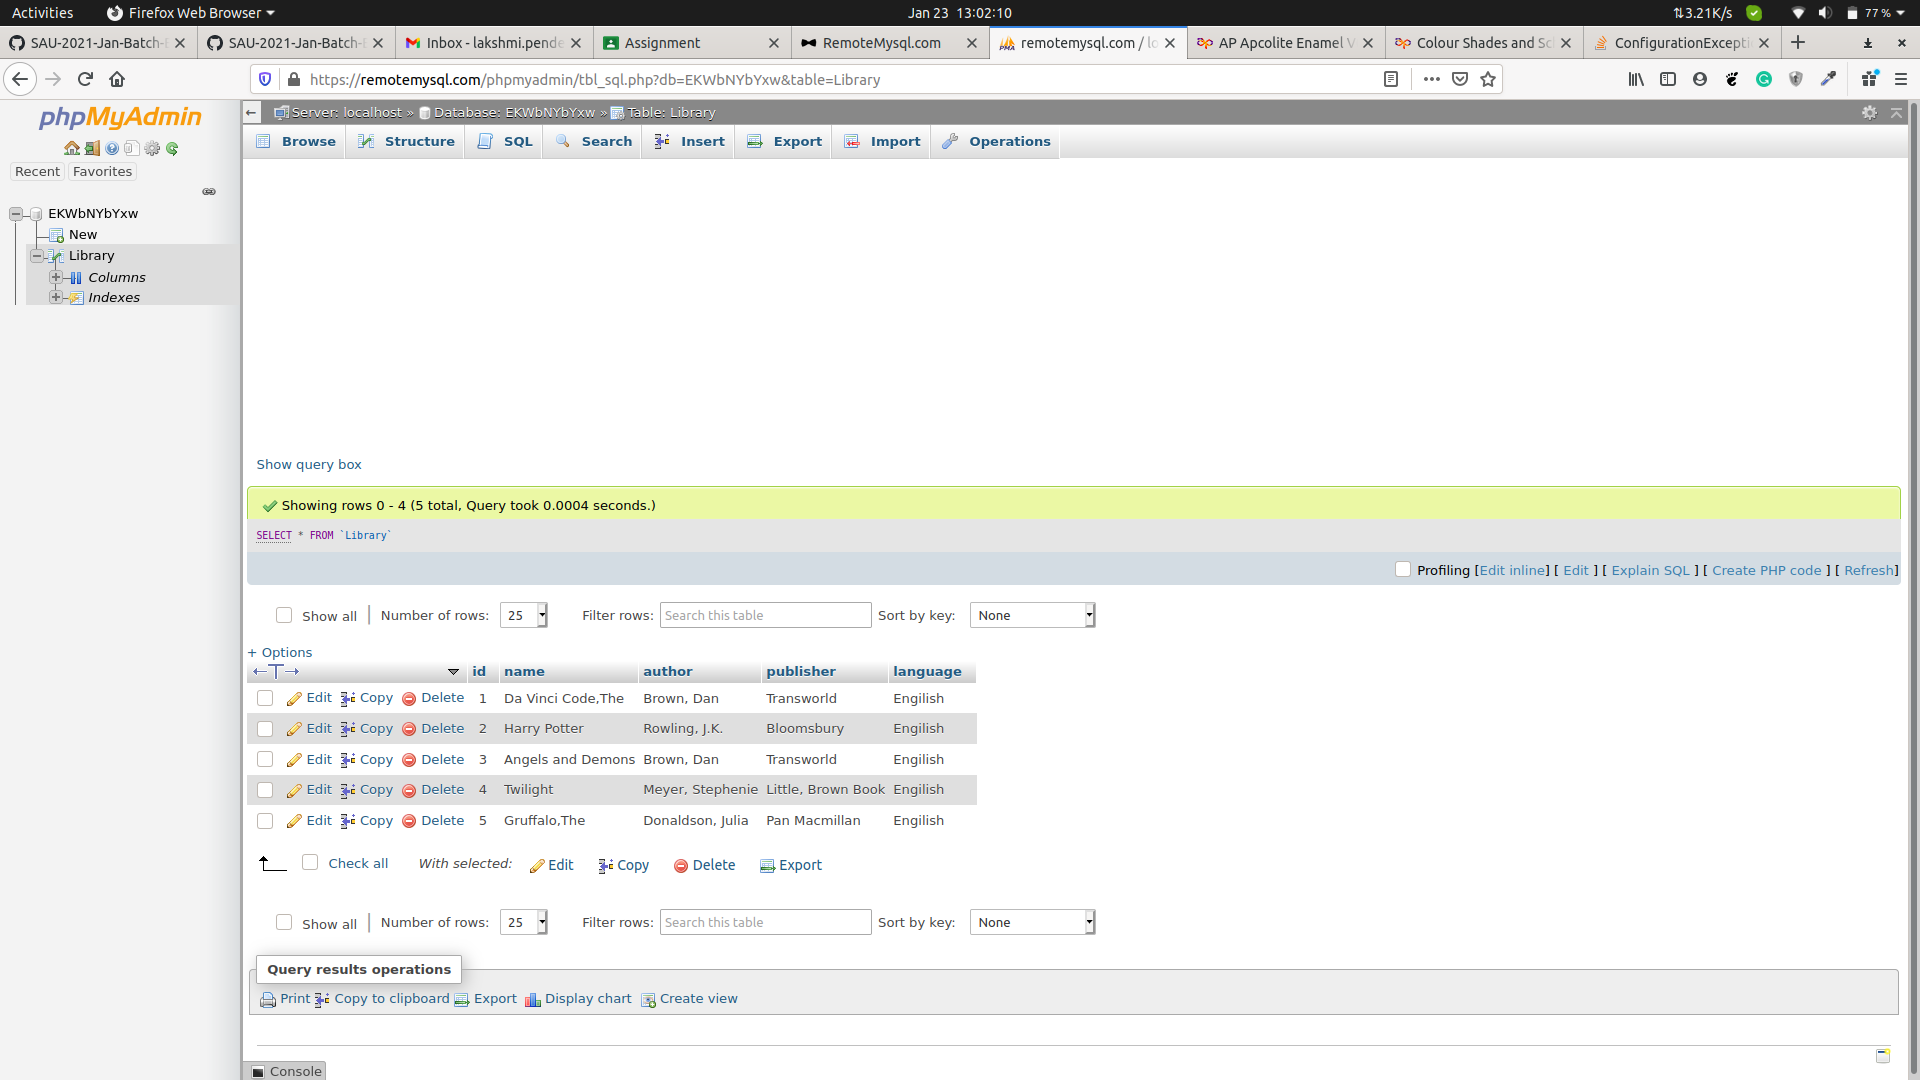 Activities Firefox Web Browser Jan 23 13:02:10 3.21K/s 77 %
SAU-2021-Jan-Batch- SAU-2021-Jan-Batch- Inbox - lakshmi.pende Assignment RemoteMysql.com remotemysql.com / lo AP Apcolite Enamel V Colour Shades and Sc ConfigurationExcepti
https://remotemysql.com/phpmyadmin/tbl_sql.php?db=EKWbNYbYxw&table=Library
phpMyAdmin
Server: localhost » Database: EKWbNYbYxw » Table: Library
Browse Structure SQL Search Insert Export Import Operations
Recent Favorites
EKWbNYbYxw
New
Library
Columns
Indexes
Show query box
Showing rows 0 - 4 (5 total, Query took 0.0004 seconds.)
SELECT * FROM `Library`
Profiling [Edit inline] [ Edit ] [ Explain SQL ] [ Create PHP code ] [ Refresh]
Show all | Number of rows: 25 Filter rows: Search this table Sort by key: None
+ Options
←T→ id name author publisher language
Edit Copy Delete 1 Da Vinci Code,The Brown, Dan Transworld Engilish
Edit Copy Delete 2 Harry Potter Rowling, J.K. Bloomsbury Engilish
Edit Copy Delete 3 Angels and Demons Brown, Dan Transworld Engilish
Edit Copy Delete 4 Twilight Meyer, Stephenie Little, Brown Book Engilish
Edit Copy Delete 5 Gruffalo,The Donaldson, Julia Pan Macmillan Engilish
Check all With selected: Edit Copy Delete Export
Show all | Number of rows: 25 Filter rows: Search this table Sort by key: None
Query results operations
Print Copy to clipboard Export Display chart Create view
Console